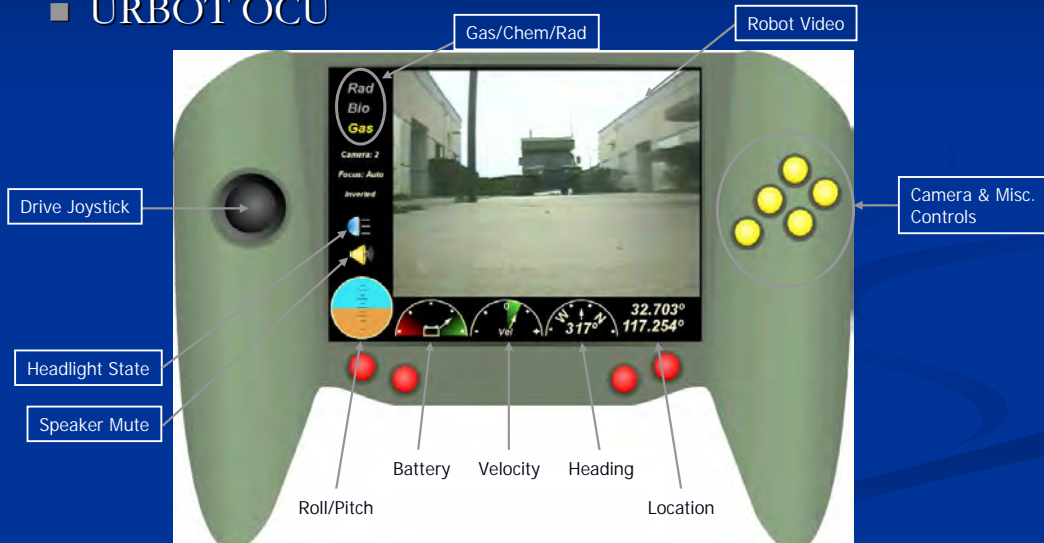 URBOT OCU
Gas/Chem/Rad
Robot Video
Rad
Bio
Gas
Camera: 2
Focus: Auto
Inverted
Drive Joystick
Camera & Misc.
Controls
0
Vel
- +
W N
317°
32.703°
117.254°
Headlight State
Speaker Mute
Battery
Velocity
Heading
Roll/Pitch
Location